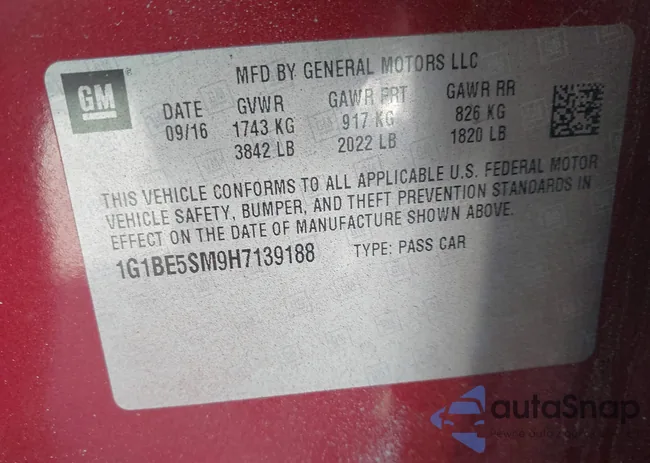 GM
MFD BY GENERAL MOTORS LLC
DATE GVWR GAWR FRT GAWR RR
09/16 1743 KG 917 KG 826 KG
3842 LB 2022 LB 1820 LB
THIS VEHICLE CONFORMS TO ALL APPLICABLE U.S. FEDERAL MOTOR
VEHICLE SAFETY, BUMPER, AND THEFT PREVENTION STANDARDS IN
EFFECT ON THE DATE OF MANUFACTURE SHOWN ABOVE.
1G1BE5SM9H7139188 TYPE: PASS CAR
autoSnap